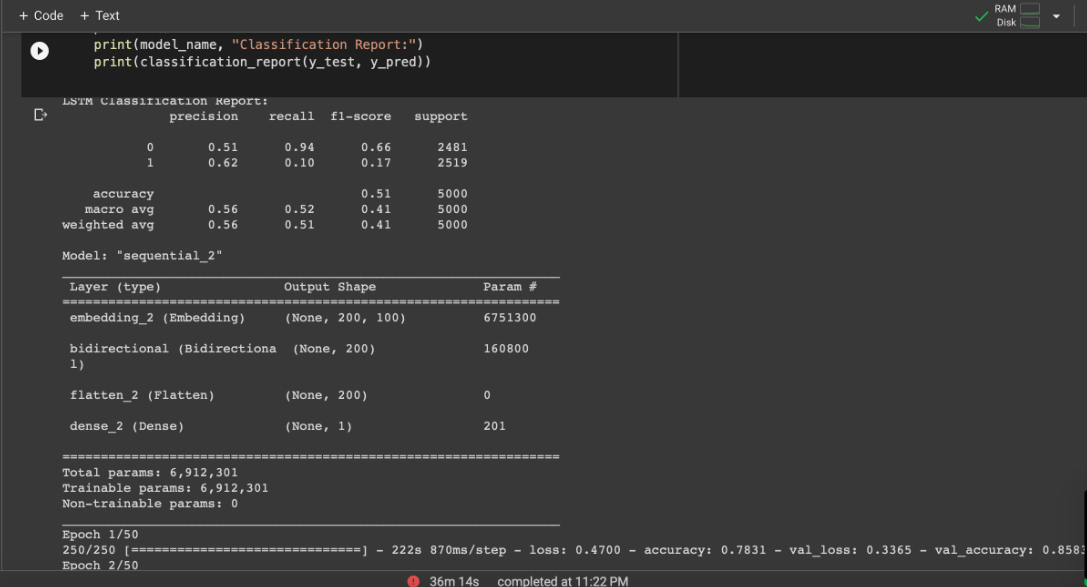 + Code + Text
RAM
Disk
print(model_name, "Classification Report:")
print(classification_report(y_test, y_pred))
LSTM Classification Report:
precision recall f1-score support
0 0.51 0.94 0.66 2481
1 0.62 0.10 0.17 2519
accuracy 0.51 5000
macro avg 0.56 0.52 0.41 5000
weighted avg 0.56 0.51 0.41 5000
Model: "sequential_2"
Layer (type) Output Shape Param #
=================================================================
embedding_2 (Embedding) (None, 200, 100) 6751300
bidirectional (Bidirectiona (None, 200) 160800
l)
flatten_2 (Flatten) (None, 200) 0
dense_2 (Dense) (None, 1) 201
=================================================================
Total params: 6,912,301
Trainable params: 6,912,301
Non-trainable params: 0
Epoch 1/50
250/250 [==============================] - 222s 870ms/step - loss: 0.4700 - accuracy: 0.7831 - val_loss: 0.3365 - val_accuracy: 0.8583
Epoch 2/50
36m 14s completed at 11:22 PM